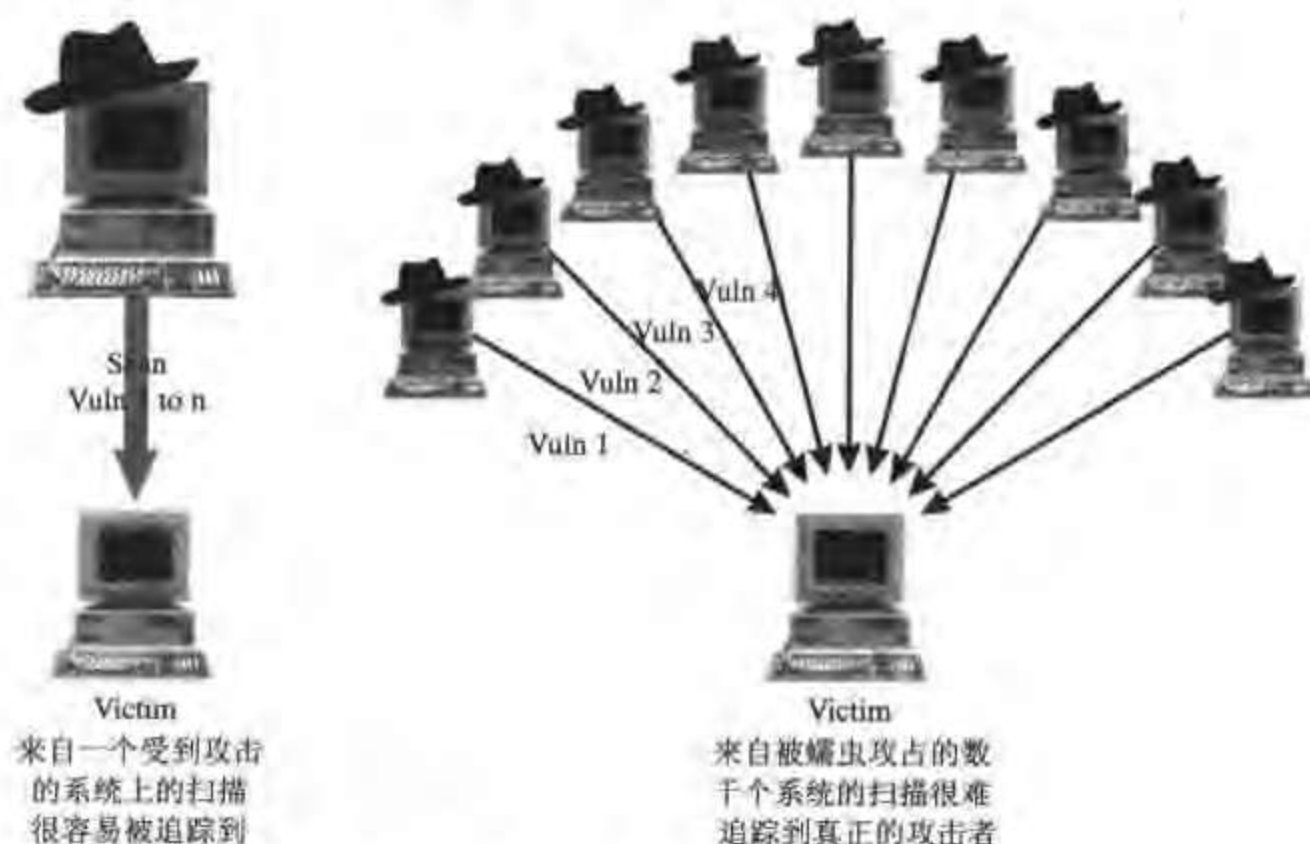 Scan
Vuln 1 to n
Victim
来自一个受到攻击
的系统上的扫描
很容易被追踪到
Vuln 4
Vuln 3
Vuln 2
Vuln 1
Victim
来自被蠕虫攻占的数
千个系统的扫描很难
追踪到真正的攻击者